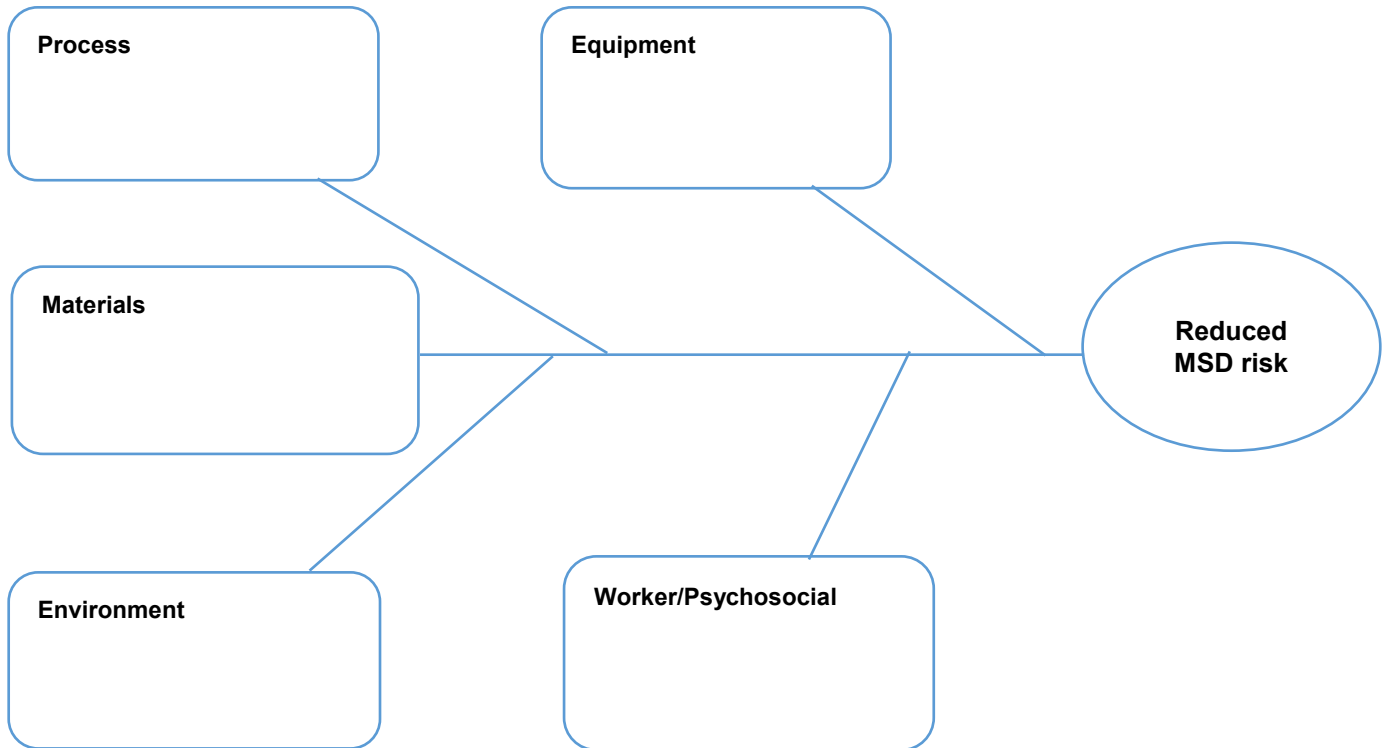 Process
Equipment
Materials
Reduced
MSD risk
Environment
Worker/Psychosocial